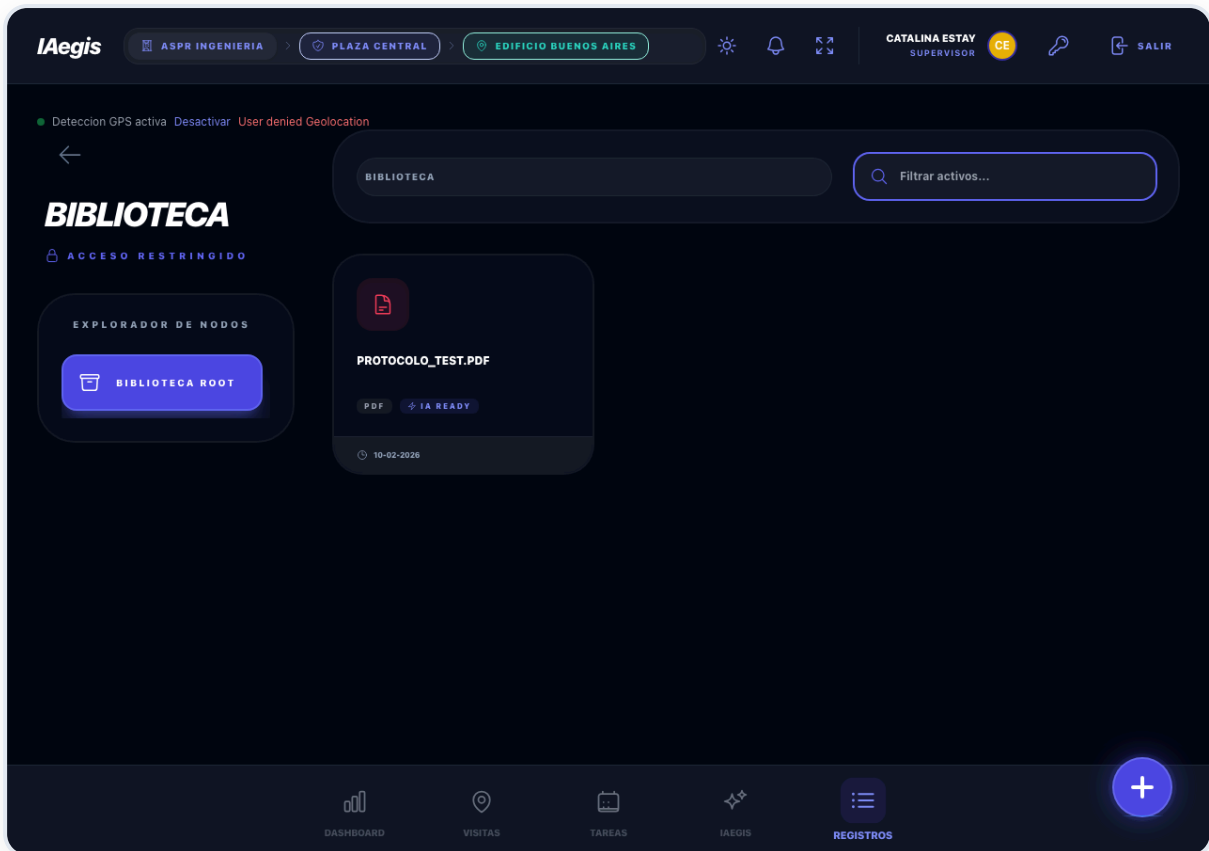 IAegis
ASPR INGENIERIA
PLAZA CENTRAL
EDIFICIO BUENOS AIRES
CATALINA ESTAY
SUPERVISOR
CE
SALIR
Deteccion GPS activa Desactivar User denied Geolocation
BIBLIOTECA
ACCESO RESTRINGIDO
EXPLORADOR DE NODOS
BIBLIOTECA ROOT
BIBLIOTECA
Filtrar activos...
PROTOCOLO_TEST.PDF
PDF
IA READY
10-02-2026
DASHBOARD
VISITAS
TAREAS
IAEGIS
REGISTROS